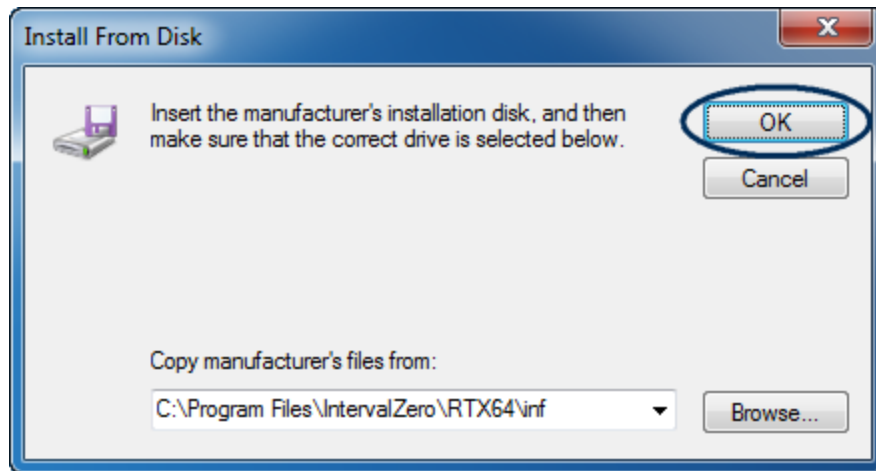 Install From Disk
Insert the manufacturer's installation disk, and then
make sure that the correct drive is selected below.
OK
Cancel
Copy manufacturer's files from:
C:\Program Files\IntervalZero\RTX64\inf
Browse...